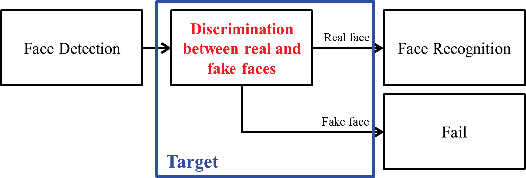 Face Detection
Discrimination
between real and
fake faces
Real face
Face Recognition
Fake face
Fail
Target